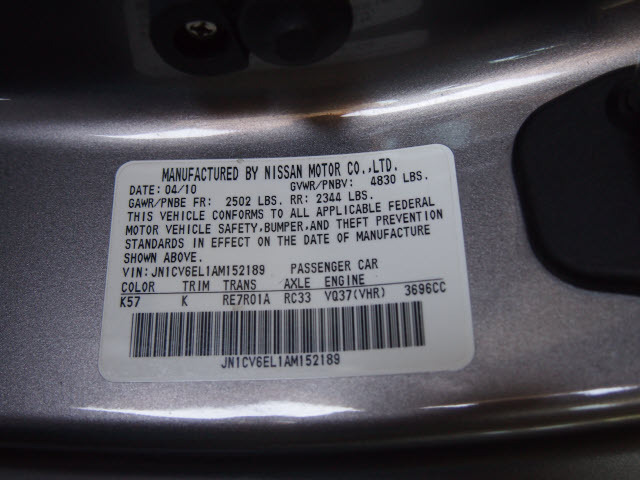 MANUFACTURED BY NISSAN MOTOR CO.,LTD.
DATE: 04/10 GVWR/PNBV: 4830 LBS.
GAWR/PNBE FR: 2502 LBS. RR: 2344 LBS.
THIS VEHICLE CONFORMS TO ALL APPLICABLE FEDERAL
MOTOR VEHICLE SAFETY,BUMPER,AND THEFT PREVENTION
STANDARDS IN EFFECT ON THE DATE OF MANUFACTURE
SHOWN ABOVE.
VIN: JN1CV6EL1AM152189 PASSENGER CAR
COLOR TRIM TRANS AXLE ENGINE
K57 K RE7R01A RC33 VQ37(VHR) 3696CC
JN1CV6EL1AM152189